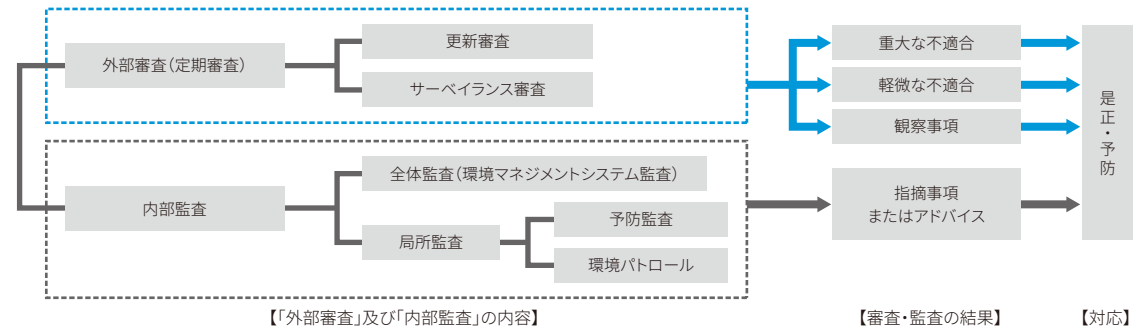 外部審査（定期審査）
更新審査
サーベイランス審査
重大な不適合
軽微な不適合
観察事項
是正・予防
内部監査
全体監査（環境マネジメントシステム監査）
局所監査
予防監査
環境パトロール
指摘事項
またはアドバイス
【「外部審査」及び「内部監査」の内容】
【審査・監査の結果】
【対応】